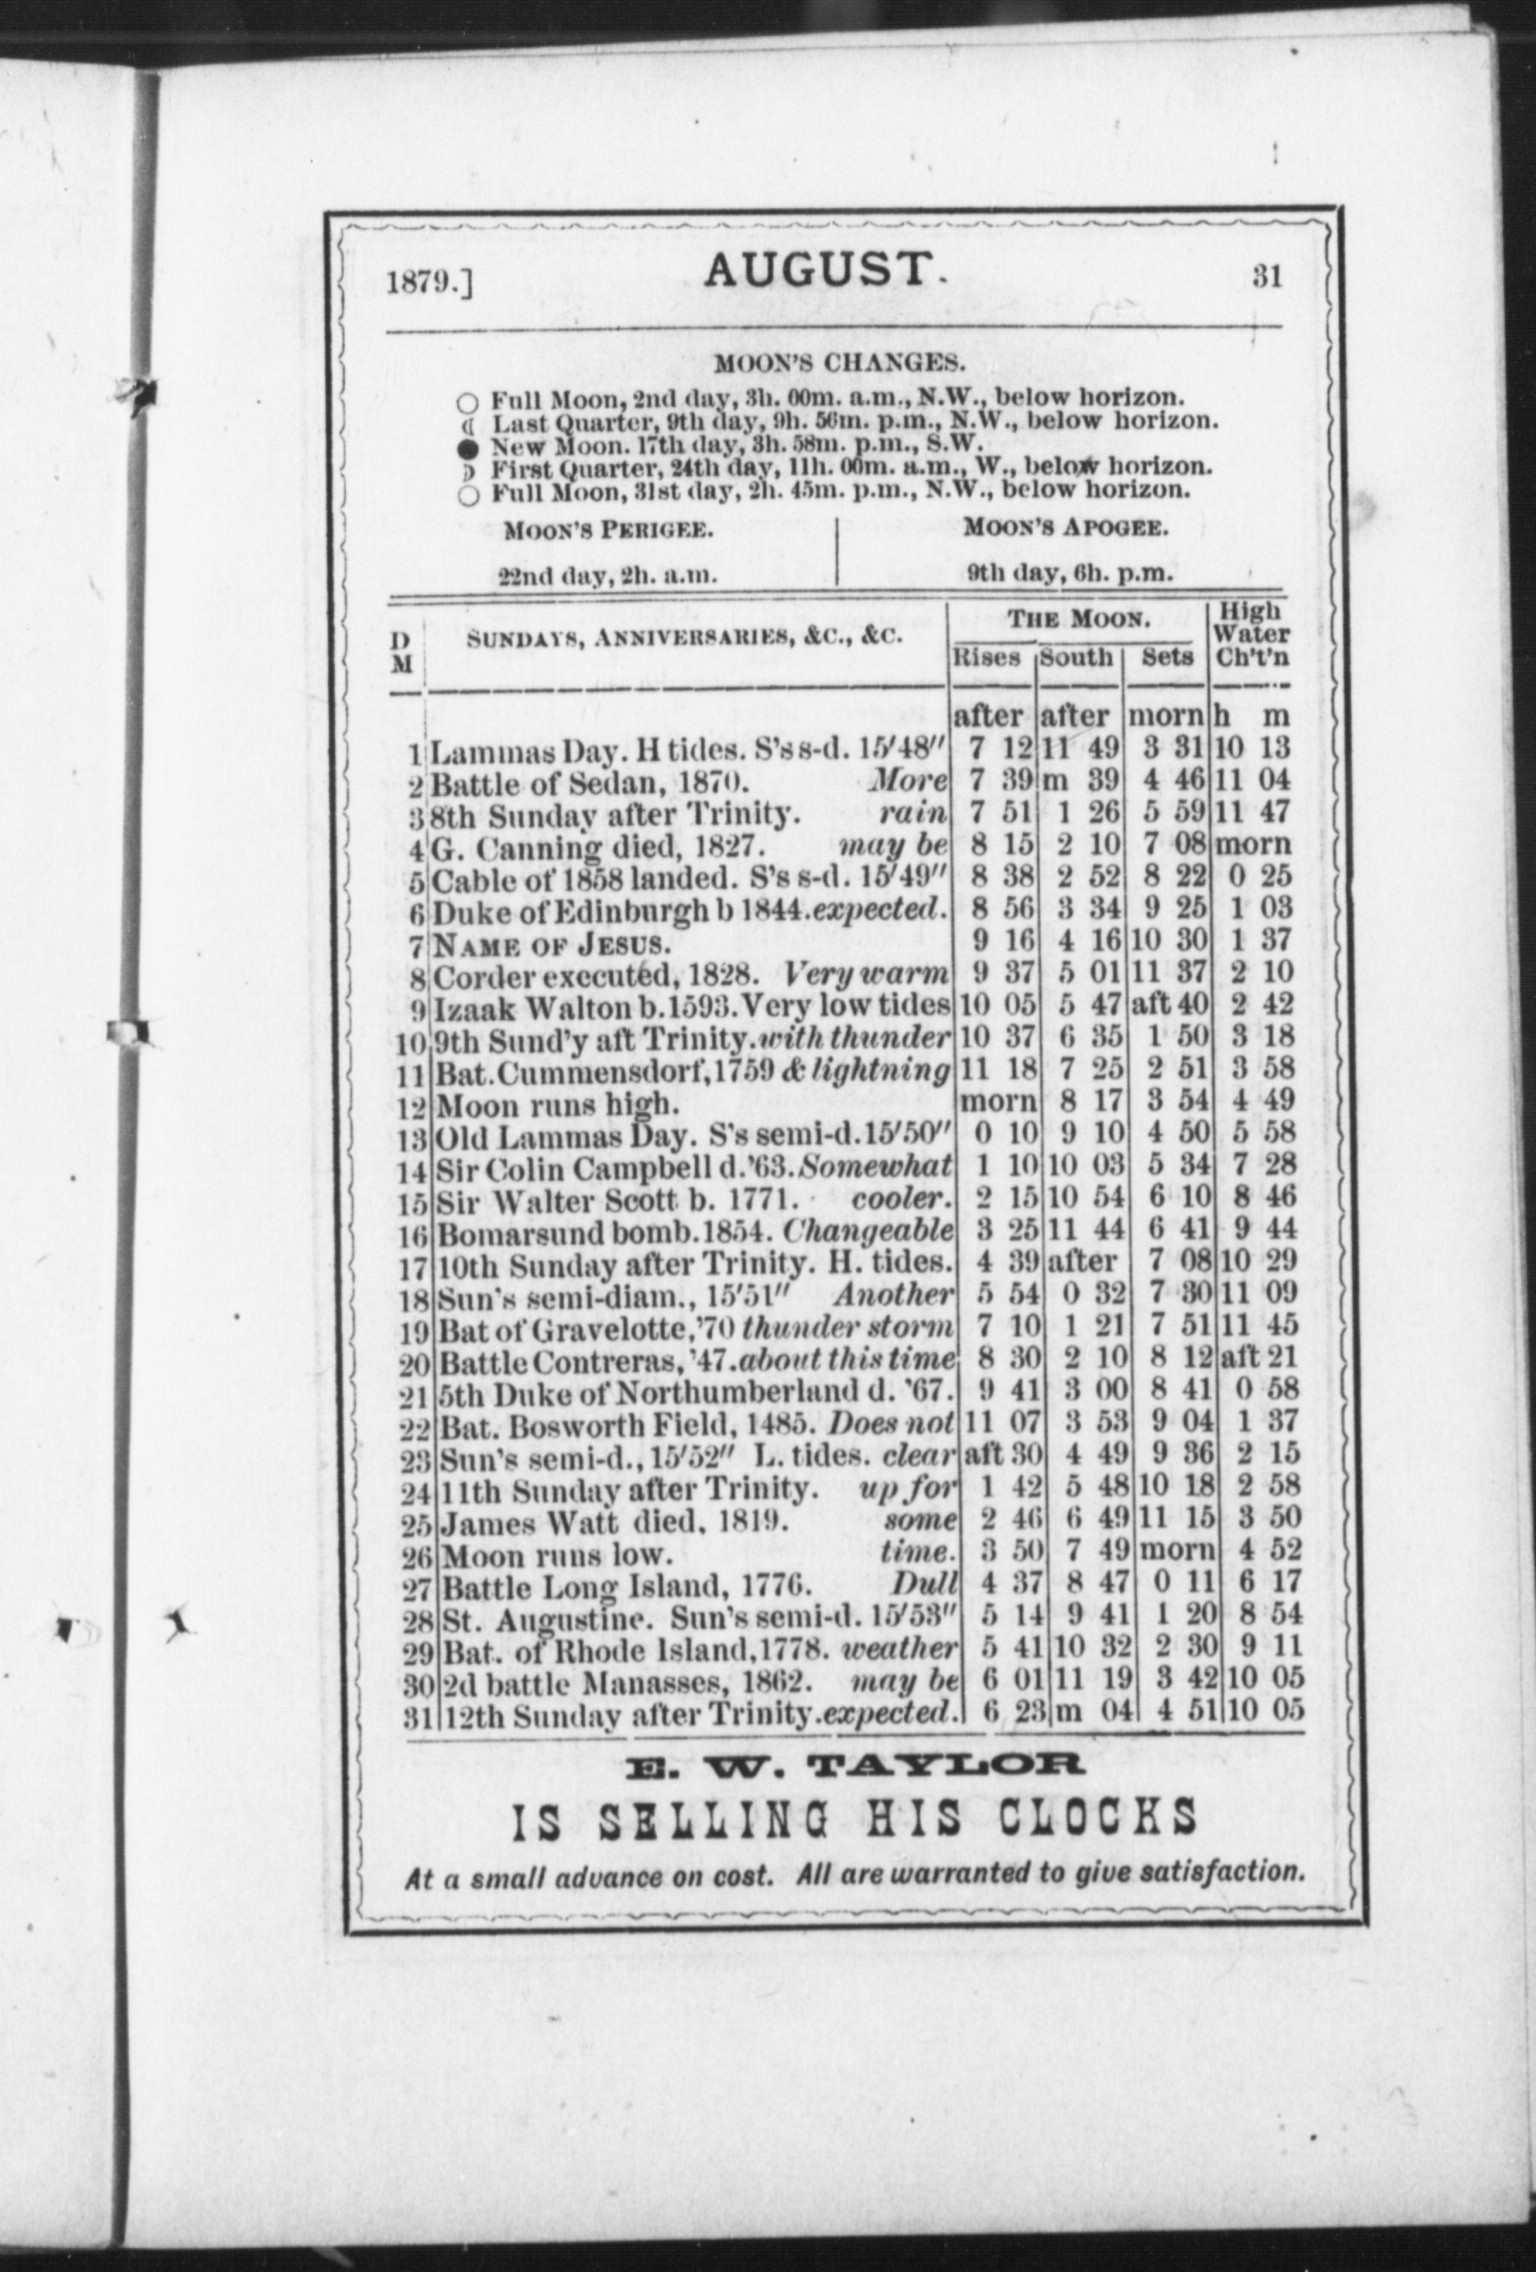 1879.] AUGUST. 31
MOON'S CHANGES.
○ Full Moon, 2nd day, 3h. 00m. a.m., N.W., below horizon.
☾ Last Quarter, 9th day, 9h. 56m. p.m., N.W., below horizon.
● New Moon. 17th day, 3h. 58m. p.m., S.W.
☽ First Quarter, 24th day, 11h. 00m. a.m., W., below horizon.
○ Full Moon, 31st day, 2h. 45m. p.m., N.W., below horizon.
MOON'S PERIGEE. MOON'S APOGEE.
22nd day, 2h. a.m. 9th day, 6h. p.m.
D M SUNDAYS, ANNIVERSARIES, &C., &C. THE MOON. High Water Ch't'n
Rises South Sets
after after morn h m
1 Lammas Day. H tides. S's s-d. 15'48" 7 12 11 49 3 31 10 13
2 Battle of Sedan, 1870. More 7 39 m 39 4 46 11 04
3 8th Sunday after Trinity. rain 7 51 1 26 5 59 11 47
4 G. Canning died, 1827. may be 8 15 2 10 7 08 morn
5 Cable of 1858 landed. S's s-d. 15'49" 8 38 2 52 8 22 0 25
6 Duke of Edinburgh b 1844. expected. 8 56 3 34 9 25 1 03
7 NAME OF JESUS. 9 16 4 16 10 30 1 37
8 Corder executed, 1828. Very warm 9 37 5 01 11 37 2 10
9 Izaak Walton b. 1593. Very low tides 10 05 5 47 aft 40 2 42
10 9th Sund'y aft Trinity. with thunder 10 37 6 35 1 50 3 18
11 Bat. Cummensdorf, 1759 & lightning 11 18 7 25 2 51 3 58
12 Moon runs high. morn 8 17 3 54 4 49
13 Old Lammas Day. S's semi-d. 15'50" 0 10 9 10 4 50 5 58
14 Sir Colin Campbell d. '63. Somewhat 1 10 10 03 5 34 7 28
15 Sir Walter Scott b. 1771. cooler. 2 15 10 54 6 10 8 46
16 Bomarsund bomb. 1854. Changeable 3 25 11 44 6 41 9 44
17 10th Sunday after Trinity. H. tides. 4 39 after 7 08 10 29
18 Sun's semi-diam., 15'51" Another 5 54 0 32 7 30 11 09
19 Bat of Gravelotte, '70 thunder storm 7 10 1 21 7 51 11 45
20 Battle Contreras, '47. about this time 8 30 2 10 8 12 aft 21
21 5th Duke of Northumberland d. '67. 9 41 3 00 8 41 0 58
22 Bat. Bosworth Field, 1485. Does not 11 07 3 53 9 04 1 37
23 Sun's semi-d., 15'52" L. tides. clear aft 30 4 49 9 36 2 15
24 11th Sunday after Trinity. up for 1 42 5 48 10 18 2 58
25 James Watt died, 1819. some 2 46 6 49 11 15 3 50
26 Moon runs low. time. 3 50 7 49 morn 4 52
27 Battle Long Island, 1776. Dull 4 37 8 47 0 11 6 17
28 St. Augustine. Sun's semi-d. 15'53" 5 14 9 41 1 20 8 54
29 Bat. of Rhode Island, 1778. weather 5 41 10 32 2 30 9 11
30 2d battle Manasses, 1862. may be 6 01 11 19 3 42 10 05
31 12th Sunday after Trinity. expected. 6 23 m 04 4 51 10 05
E. W. TAYLOR
IS SELLING HIS CLOCKS
At a small advance on cost. All are warranted to give satisfaction.